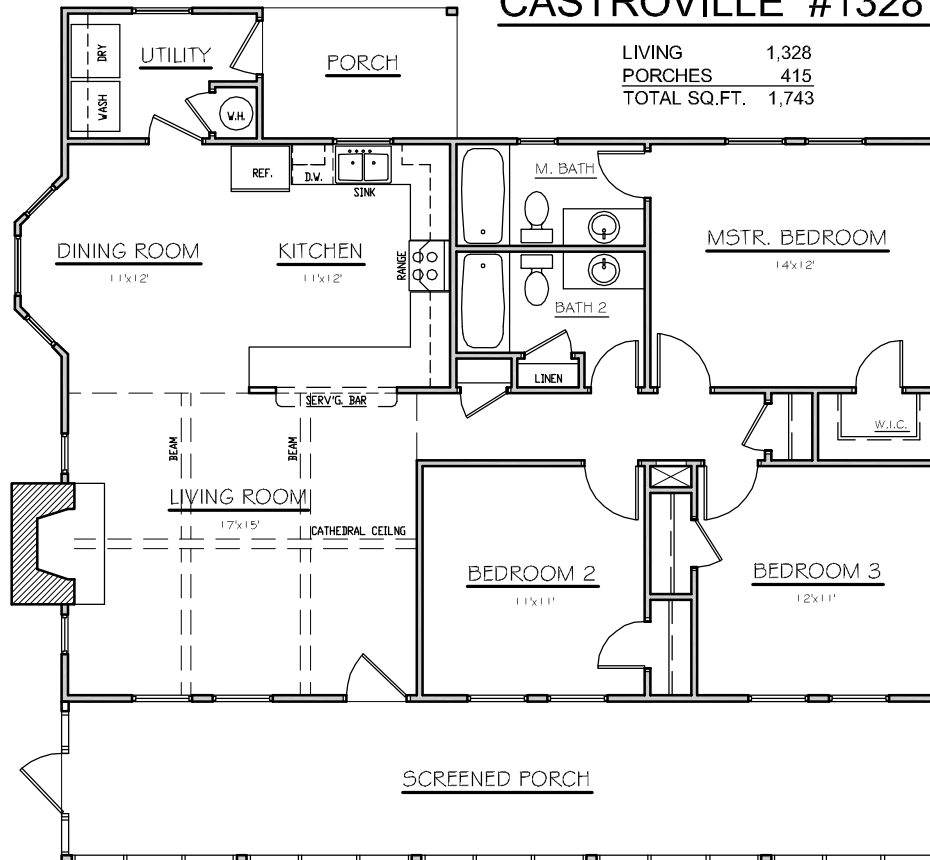 CASTROVILLE #1328
LIVING 1,328
PORCHES 415
TOTAL SQ.FT. 1,743
DRY
UTILITY
PORCH
WASH
W.H.
REF.
D.W.
SINK
M. BATH
DINING ROOM
11'x12'
KITCHEN
11'x12'
RANGE
MSTR. BEDROOM
14'x12'
BATH 2
LINEN
SERV'G. BAR
W.I.C.
BEAM
BEAM
LIVING ROOM
17'x15'
CATHEDRAL CEILNG
BEDROOM 2
11'x11'
BEDROOM 3
12'x11'
SCREENED PORCH